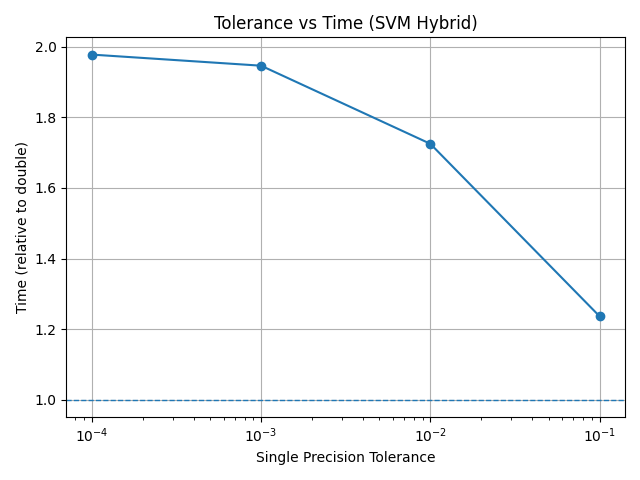 Tolerance vs Time (SVM Hybrid)
Time (relative to double)
2.0
1.8
1.6
1.4
1.2
1.0
10⁻⁴ 10⁻³ 10⁻² 10⁻¹
Single Precision Tolerance